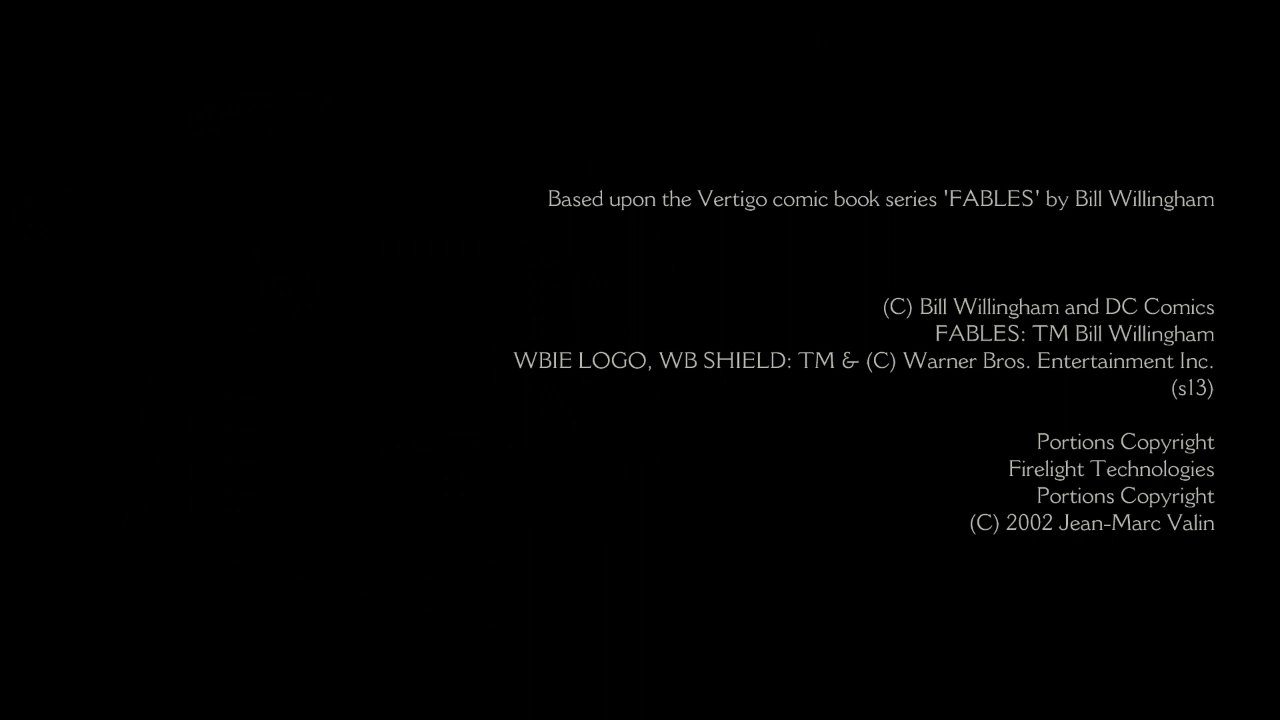 Based upon the Vertigo comic book series 'FABLES' by Bill Willingham
(C) Bill Willingham and DC Comics
FABLES: TM Bill Willingham
WBIE LOGO, WB SHIELD: TM & (C) Warner Bros. Entertainment Inc.
(s13)
Portions Copyright
Firelight Technologies
Portions Copyright
(C) 2002 Jean-Marc Valin